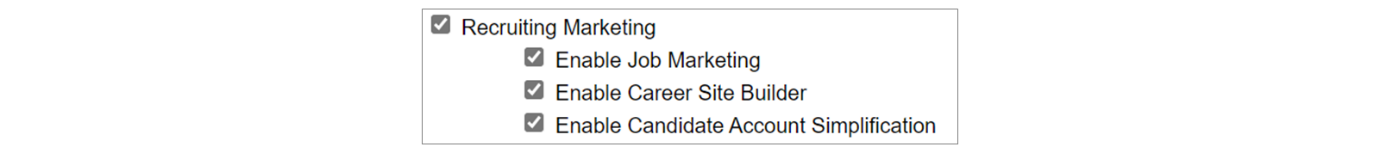 Recruiting Marketing
Enable Job Marketing
Enable Career Site Builder
Enable Candidate Account Simplification